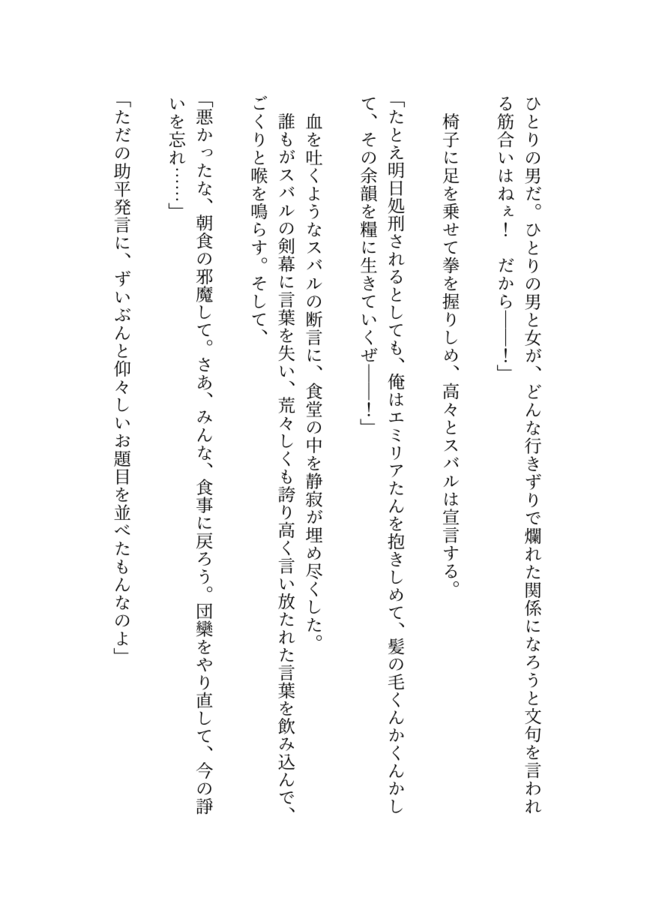 ひとりの男だ。ひとりの男と女が、どんな行きずりで爛れた関係になろうと文句を言われ
る筋合いはねぇ！　だから――！」
椅子に足を乗せて拳を握りしめ、高々とスバルは宣言する。
「たとえ明日処刑されるとしても、俺はエミリアたんを抱きしめて、髪の毛くんかくんかし
て、その余韻を糧に生きていくぜ――！」
血を吐くようなスバルの断言に、食堂の中を静寂が埋め尽くした。
誰もがスバルの剣幕に言葉を失い、荒々しくも誇り高く言い放たれた言葉を飲み込んで、
ごくりと喉を鳴らす。そして、
「悪かったな、朝食の邪魔して。さあ、みんな、食事に戻ろう。団欒をやり直して、今の諍
いを忘れ……」
「ただの助平発言に、ずいぶんと仰々しいお題目を並べたもんなのよ」